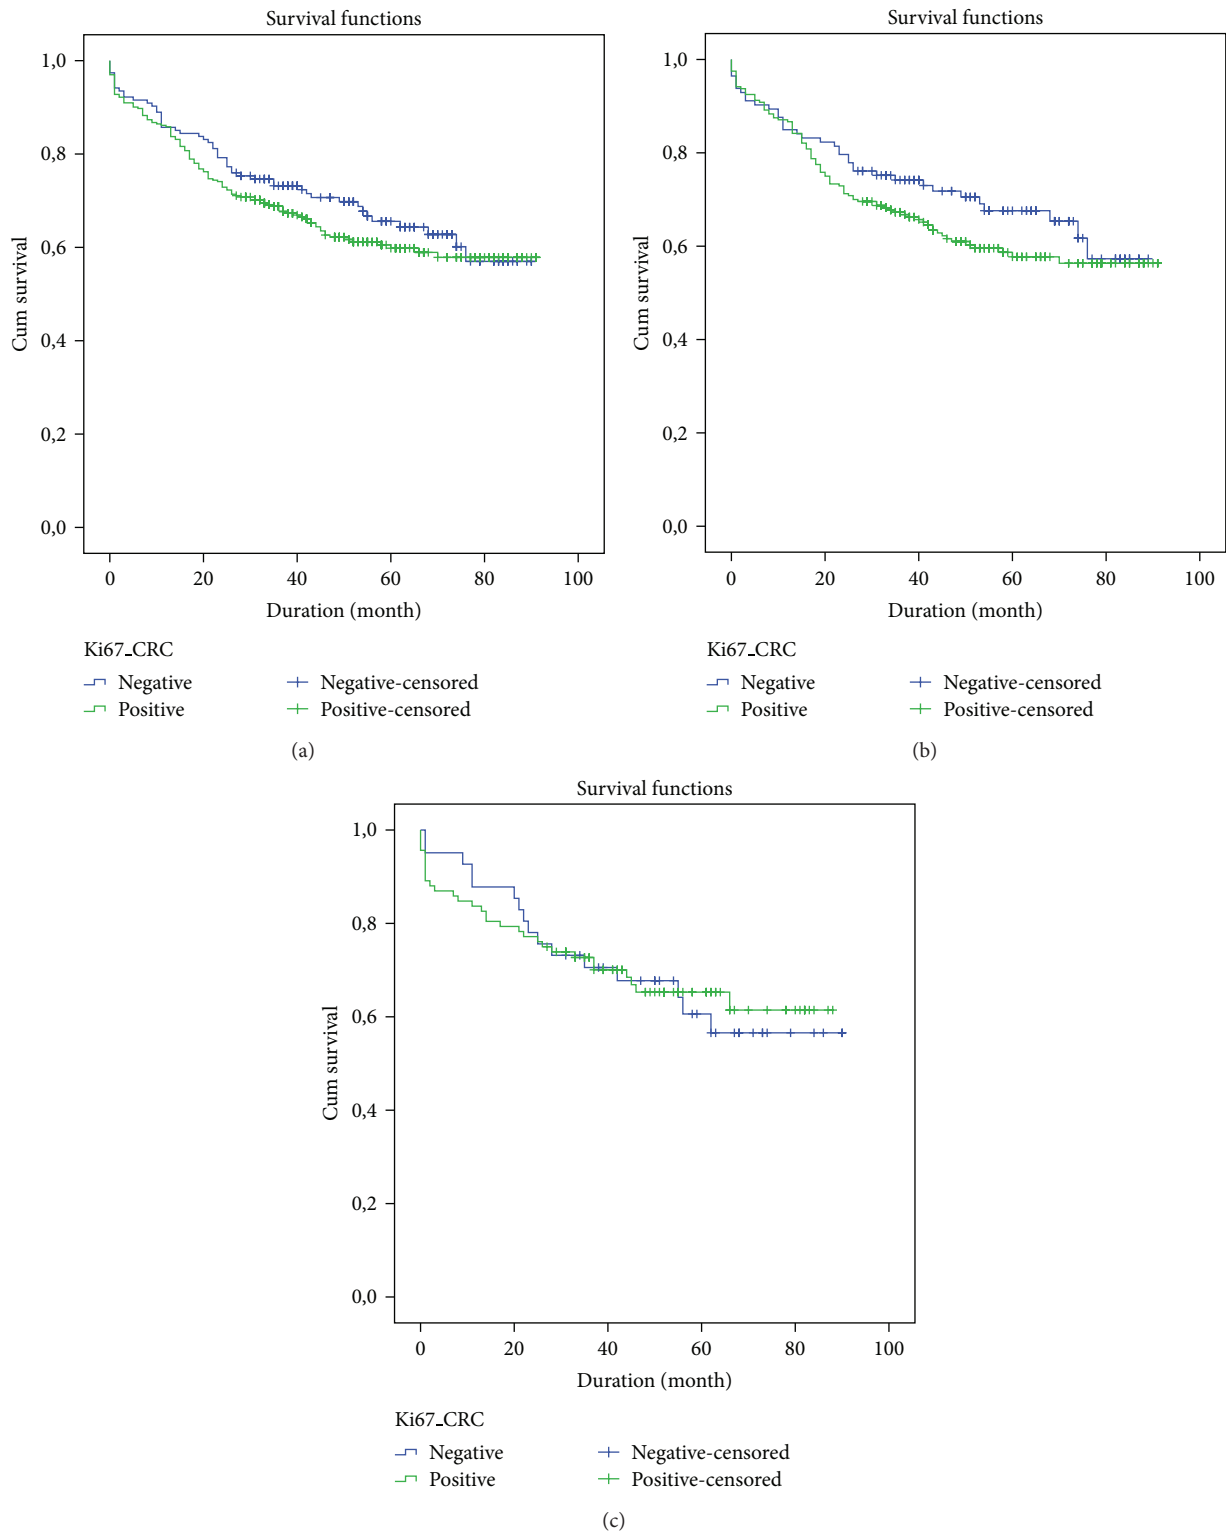 Survival functions
1,0
0,8
0,6
0,4
0,2
0,0
Cum survival
0 20 40 60 80 100
Duration (month)
Ki67_CRC
Negative Negative-censored
Positive Positive-censored
(a)
Survival functions
1,0
0,8
0,6
0,4
0,2
0,0
Cum survival
0 20 40 60 80 100
Duration (month)
Ki67_CRC
Negative Negative-censored
Positive Positive-censored
(b)
Survival functions
1,0
0,8
0,6
0,4
0,2
0,0
Cum survival
0 20 40 60 80 100
Duration (month)
Ki67_CRC
Negative Negative-censored
Positive Positive-censored
(c)